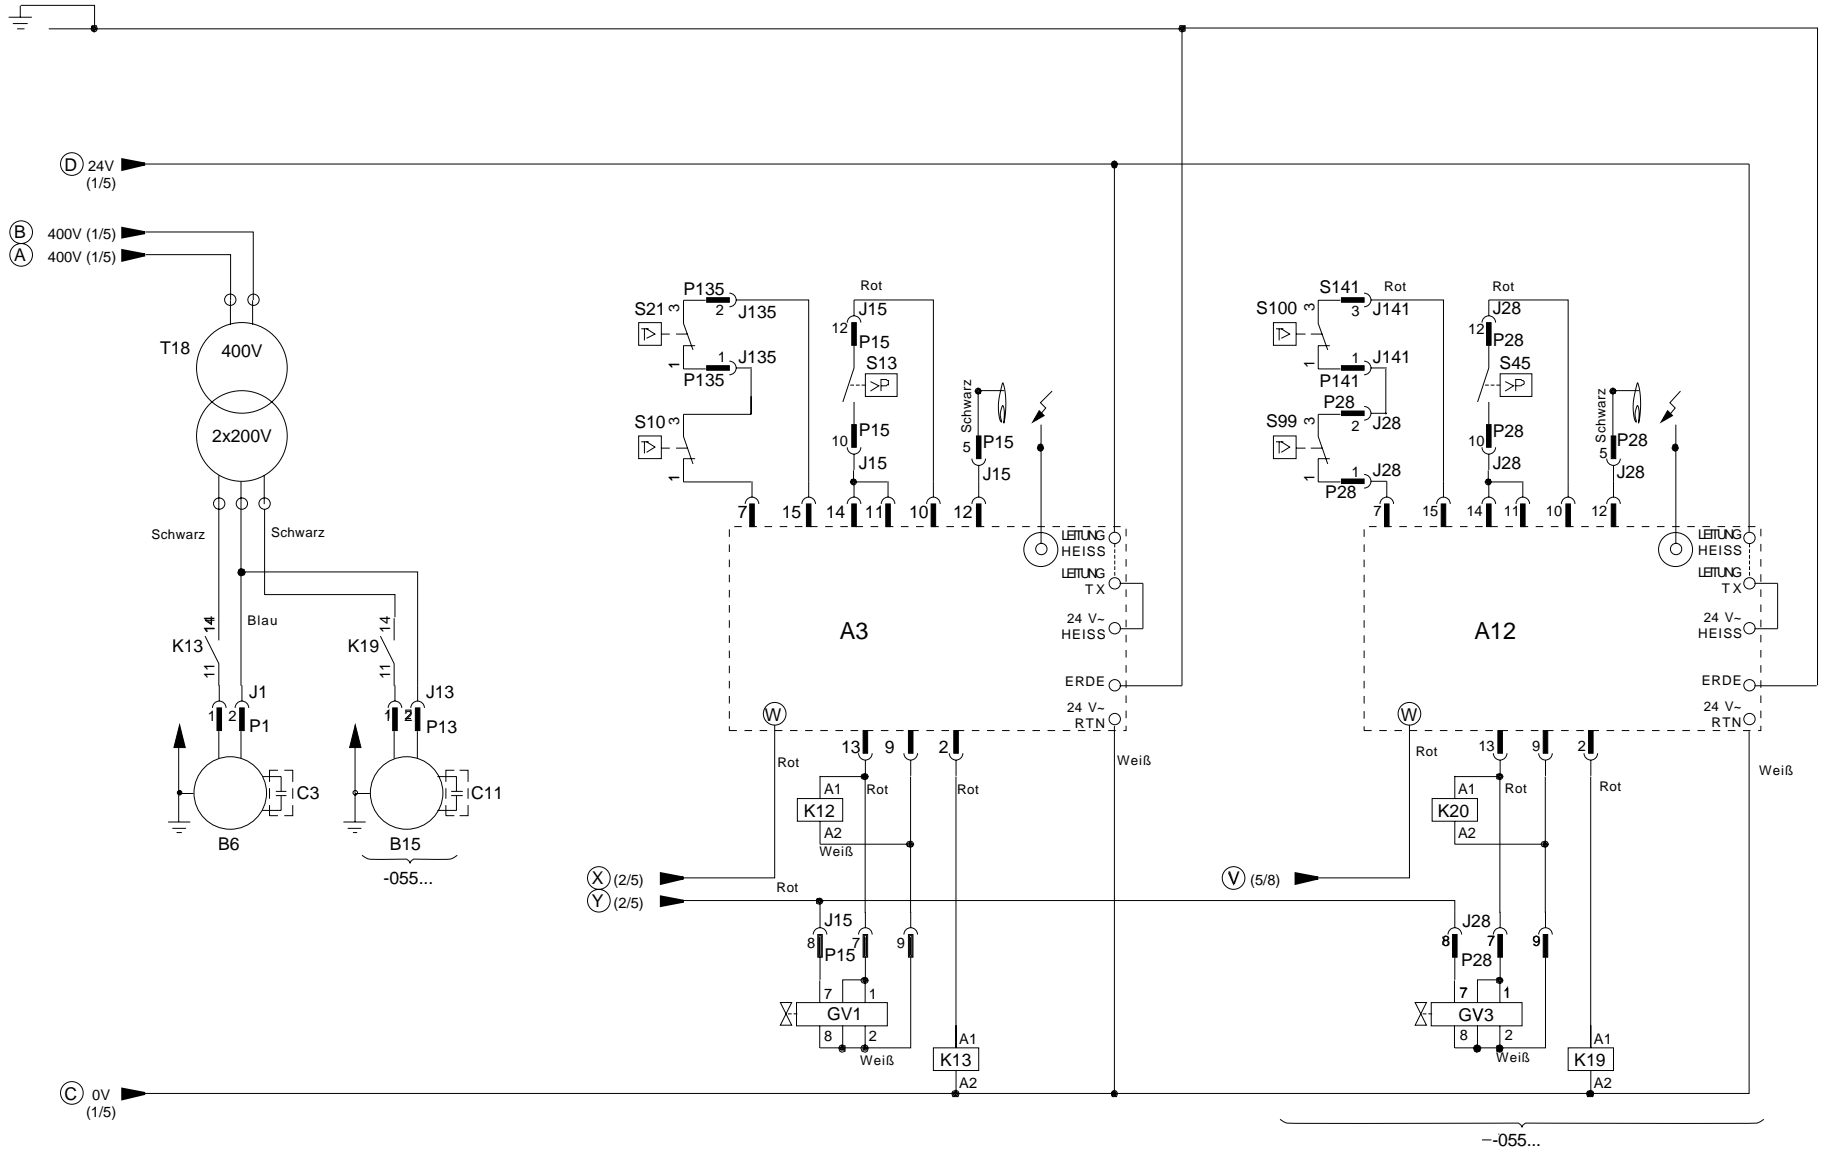 D 24V
(1/5)
B 400V (1/5)
A 400V (1/5)
T18
400V
2x200V
Schwarz
Schwarz
Blau
14
K13
11
14
K19
11
J1
1 2
P1
J13
1 2
P13
C3
C11
B6
B15
-055...
S21
3
P135
2
J135
1
1
J135
P135
S10
3
1
Rot
J15
12
P15
S13
>P
P15
10
J15
Schwarz
5
P15
J15
7
15
14
11
10
12
LEITUNG
HEISS
LEITUNG
TX
24 V~
HEISS
A3
ERDE
24 V~
RTN
W
13
9
2
Rot
Rot
Rot
Weiß
A1
K12
A2
Weiß
X (2/5)
Rot
Y (2/5)
J15
8
P15
7
9
7
1
GV1
8
2
Weiß
A1
K13
A2
S100
3
S141
3
J141
Rot
1
1
J141
P141
S99
3
P28
2
J28
1
1
J28
P28
Rot
J28
12
P28
S45
>P
P28
10
J28
Schwarz
5
P28
J28
7
15
14
11
10
12
LEITUNG
HEISS
LEITUNG
TX
24 V~
HEISS
A12
ERDE
24 V~
RTN
W
13
9
2
Rot
Rot
Rot
Weiß
A1
K20
A2
V (5/8)
J28
8
P28
7
9
7
1
GV3
8
2
Weiß
A1
K19
A2
C 0V
(1/5)
--055...